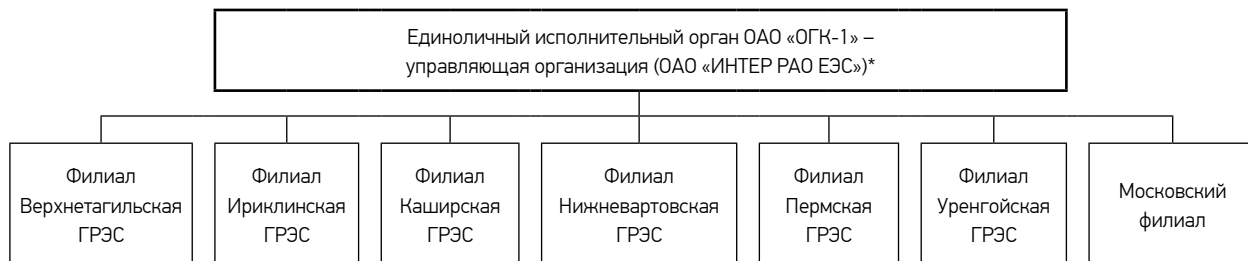 Единоличный исполнительный орган ОАО «ОГК-1» –
управляющая организация (ОАО «ИНТЕР РАО ЕЭС»)*
Филиал
Верхнетагильская
ГРЭС
Филиал
Ириклинская
ГРЭС
Филиал
Каширская
ГРЭС
Филиал
Нижневартовская
ГРЭС
Филиал
Пермская
ГРЭС
Филиал
Уренгойская
ГРЭС
Московский
филиал